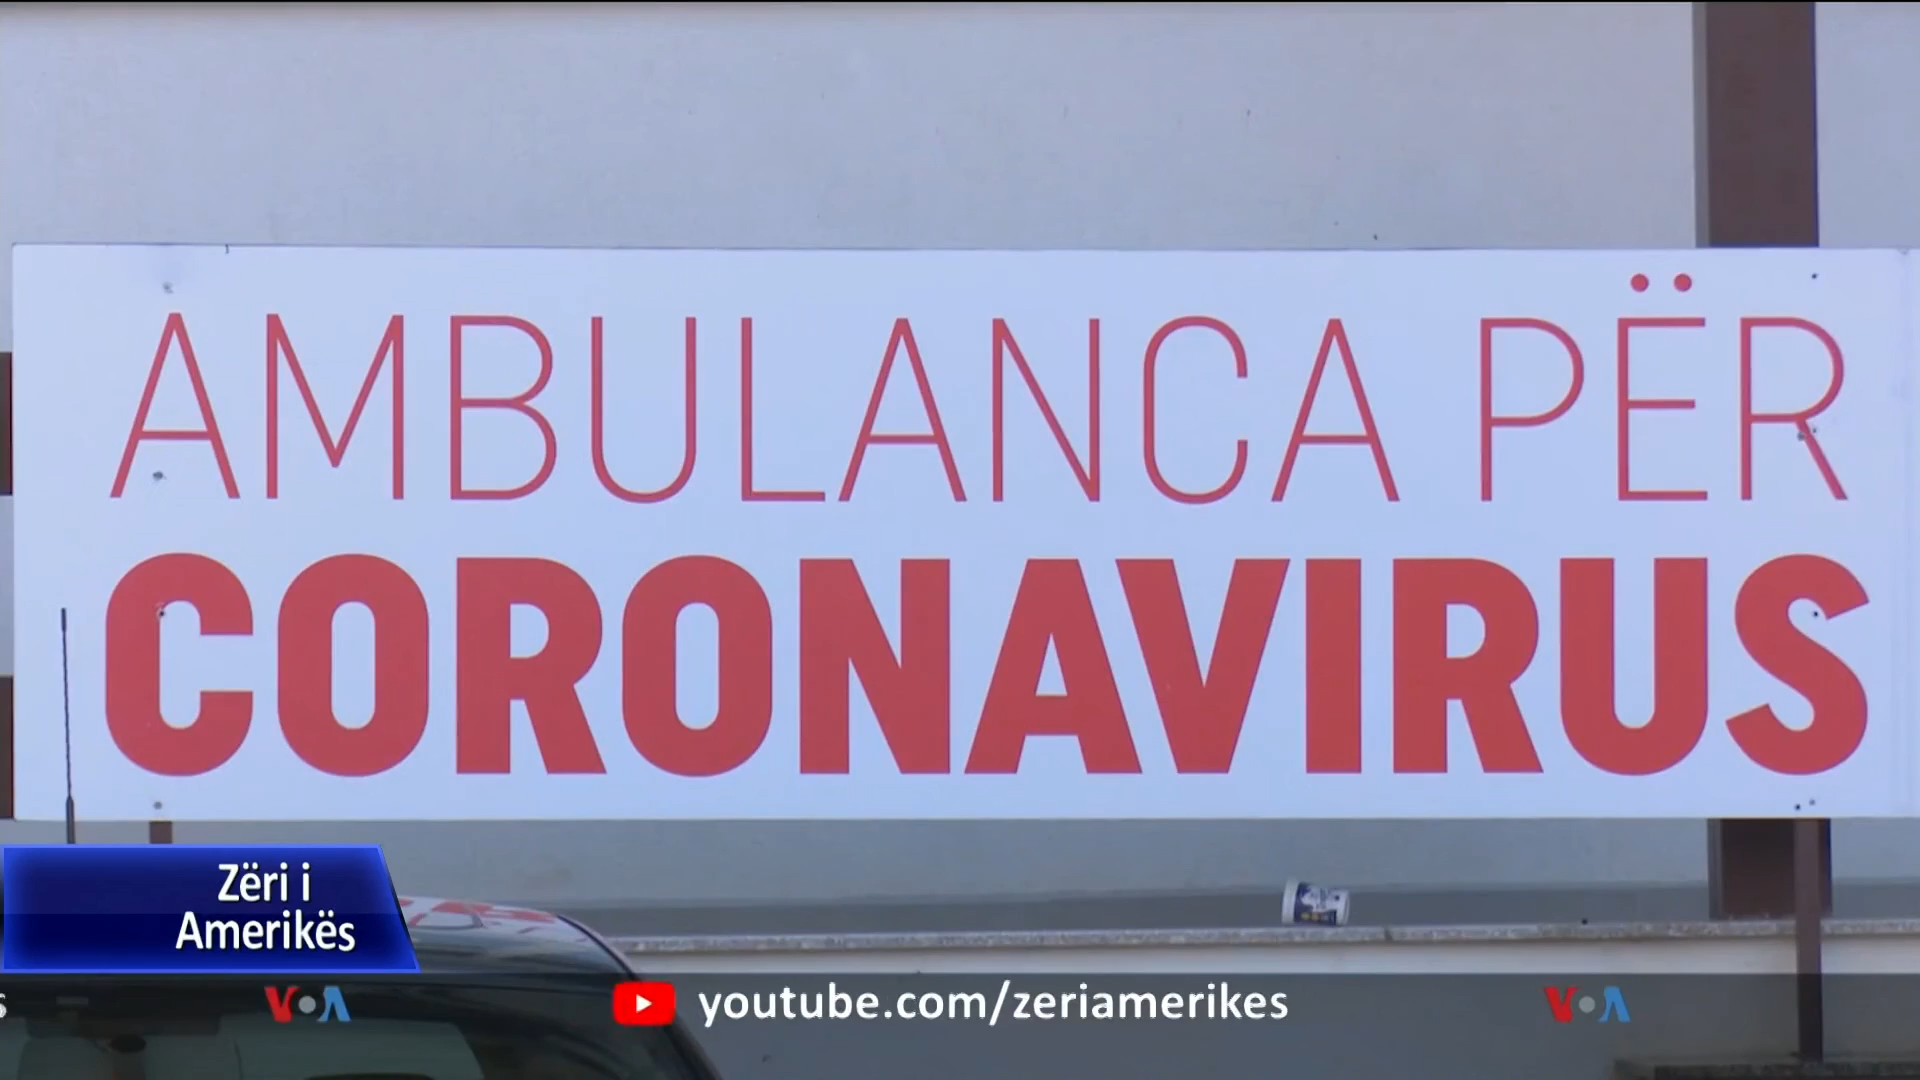 AMBULANCA PËR
CORONAVIRUS
Zëri i
Amerikës
VOA
youtube.com/zeriamerikes
VOA